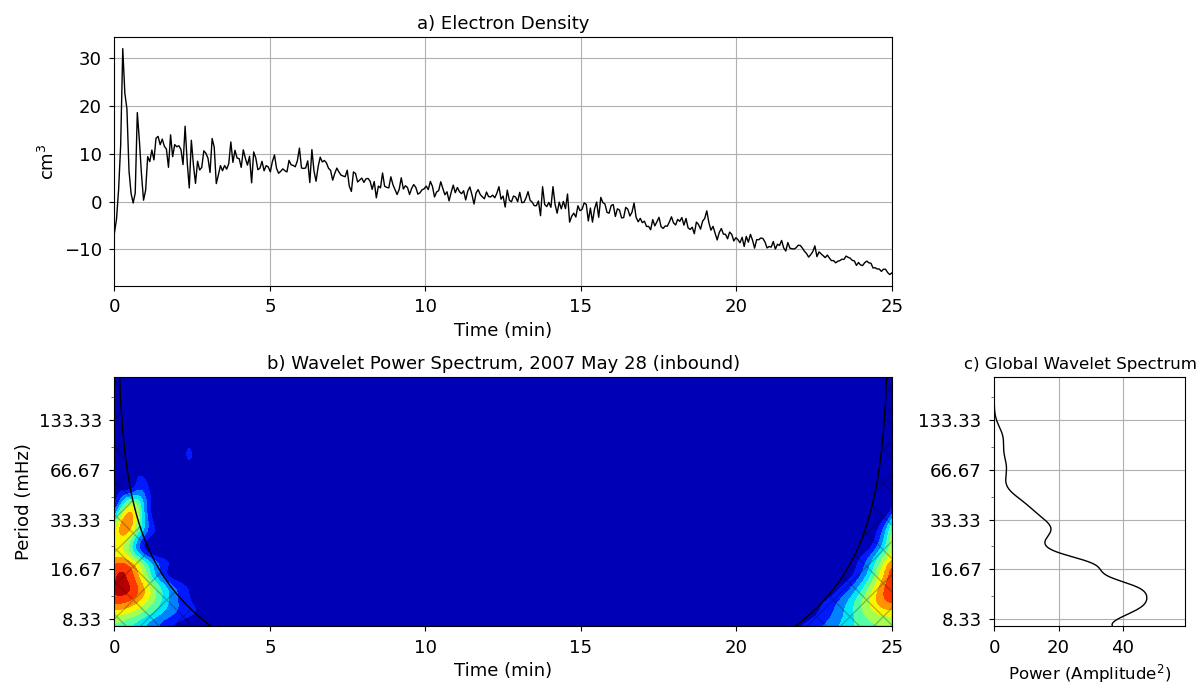 a) Electron Density
30
20
10
0
−10
cm³
0 5 10 15 20 25
Time (min)
b) Wavelet Power Spectrum, 2007 May 28 (inbound)
133.33
66.67
33.33
16.67
8.33
Period (mHz)
0 5 10 15 20 25
Time (min)
c) Global Wavelet Spectrum
133.33
66.67
33.33
16.67
8.33
0 20 40
Power (Amplitude²)